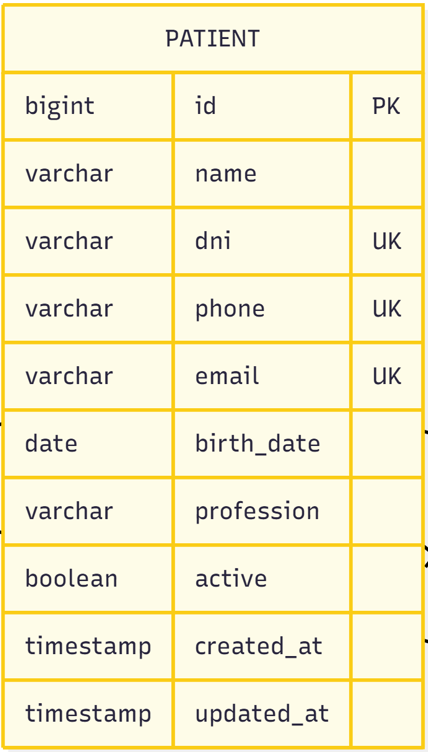 PATIENT
bigint id PK
varchar name
varchar dni UK
varchar phone UK
varchar email UK
date birth_date
varchar profession
boolean active
timestamp created_at
timestamp updated_at